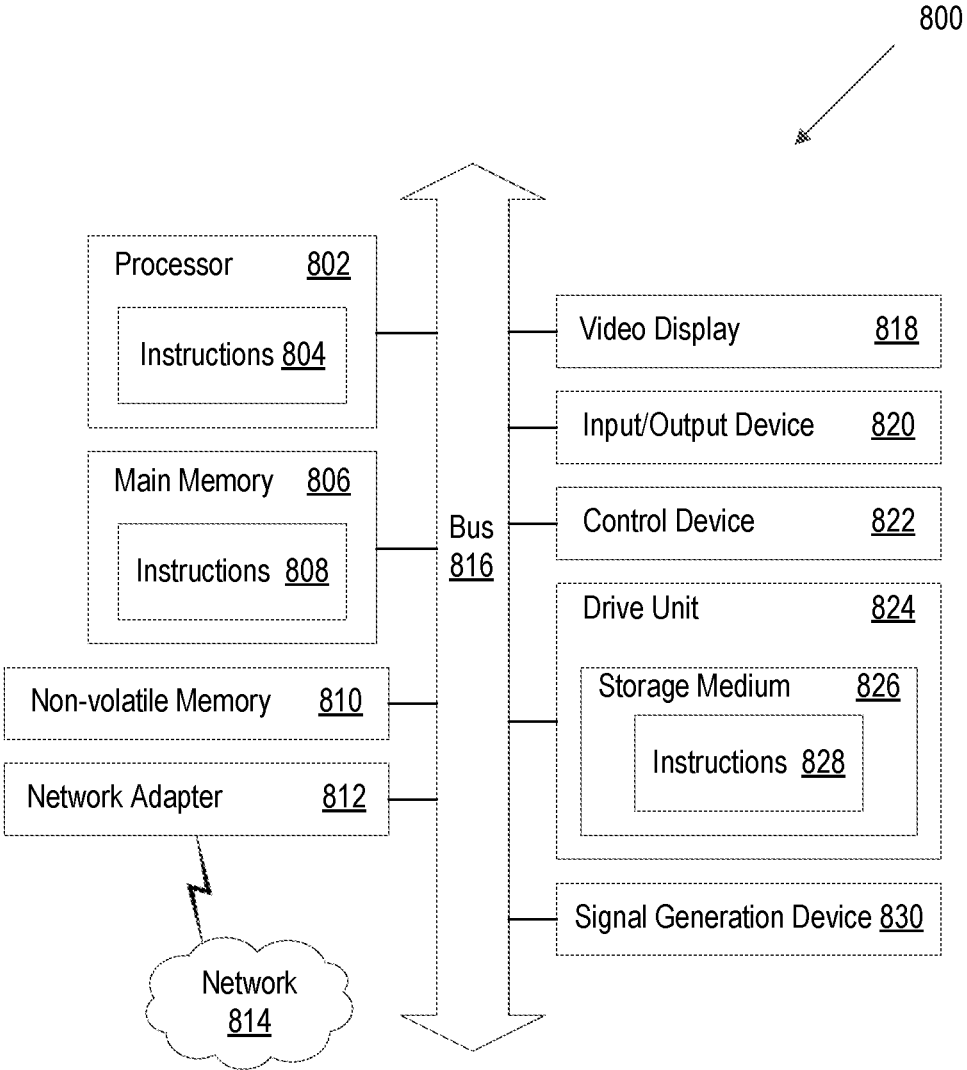 800
Processor 802
Instructions 804
Main Memory 806
Instructions 808
Non-volatile Memory 810
Network Adapter 812
Network
814
Bus
816
Video Display 818
Input/Output Device 820
Control Device 822
Drive Unit 824
Storage Medium 826
Instructions 828
Signal Generation Device 830